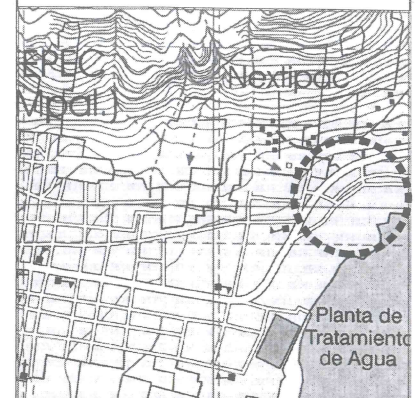 EPEC
Mpal.
Nextipac
Planta de
Tratamiento
de Agua